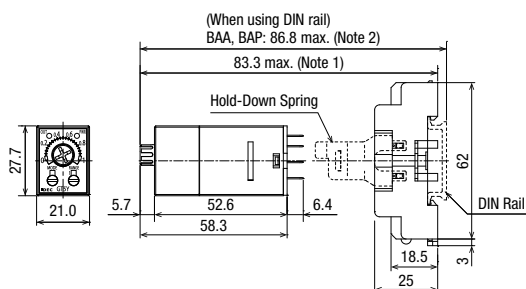 (When using DIN rail)
BAA, BAP: 86.8 max. (Note 2)
83.3 max. (Note 1)
Hold-Down Spring
27.7
21.0
5.7
52.6
6.4
58.3
62
DIN Rail
18.5
3
25
GT5Y